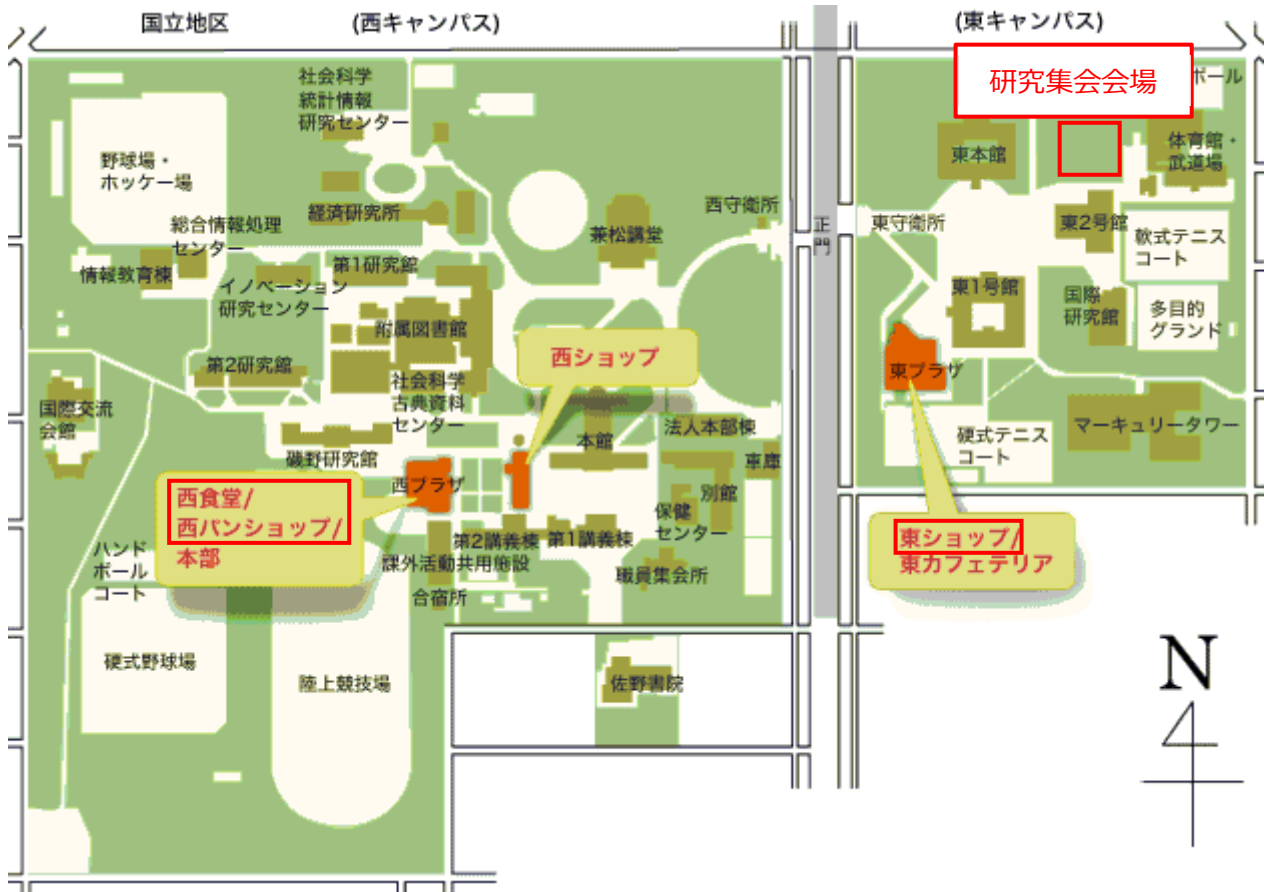 国立地区
(西キャンパス)
(東キャンパス)
社会科学
統計情報
研究センター
野球場・
ホッケー場
総合情報処理
センター
経済研究所
情報教育棟
イノベーション
研究センター
第1研究館
附属図書館
兼松講堂
西守衛所
正門
第2研究館
社会科学
古典資料
センター
西ショップ
国際交流
会館
磯野研究館
本館
法人本部棟
車庫
西プラザ
別館
保健
センター
西食堂/
西パンショップ/
本部
第2講義棟
第1講義棟
課外活動共用施設
職員集会所
合宿所
ハンド
ボール
コート
硬式野球場
陸上競技場
佐野書院
研究集会会場
ボール
東本館
体育館・
武道場
東守衛所
東2号館
軟式テニス
コート
東1号館
国際
研究館
多目的
グランド
東プラザ
硬式テニス
コート
マーキュリータワー
東ショップ/
東カフェテリア
N